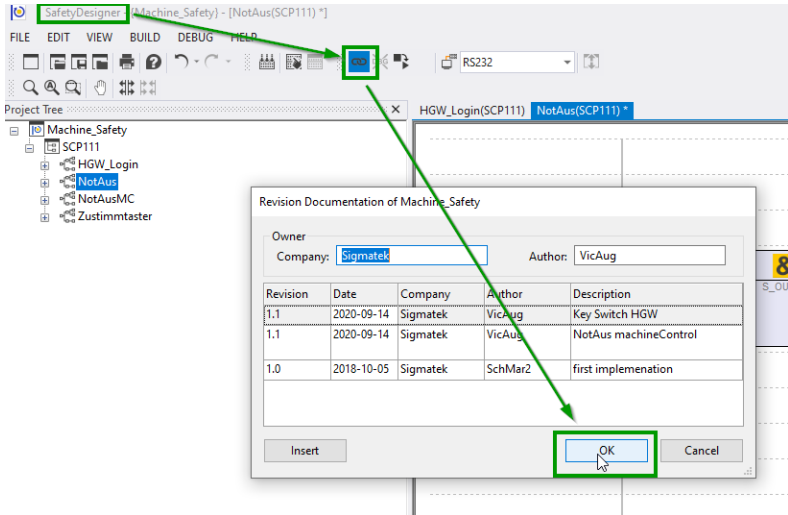 SafetyDesigner - [Machine_Safety] - [NotAus(SCP111) *]
FILE EDIT VIEW BUILD DEBUG HELP
RS232
Project Tree
HGW_Login(SCP111) NotAus(SCP111) *
Machine_Safety
SCP111
HGW_Login
NotAus
NotAusMC
Zustimmtaster
Revision Documentation of Machine_Safety
Owner
Company: Sigmatek Author: VicAug
&
S_OU
Revision Date Company Author Description
1.1 2020-09-14 Sigmatek VicAug Key Switch HGW
1.1 2020-09-14 Sigmatek VicAug NotAus machineControl
1.0 2018-10-05 Sigmatek SchMar2 first implemenation
Insert OK Cancel